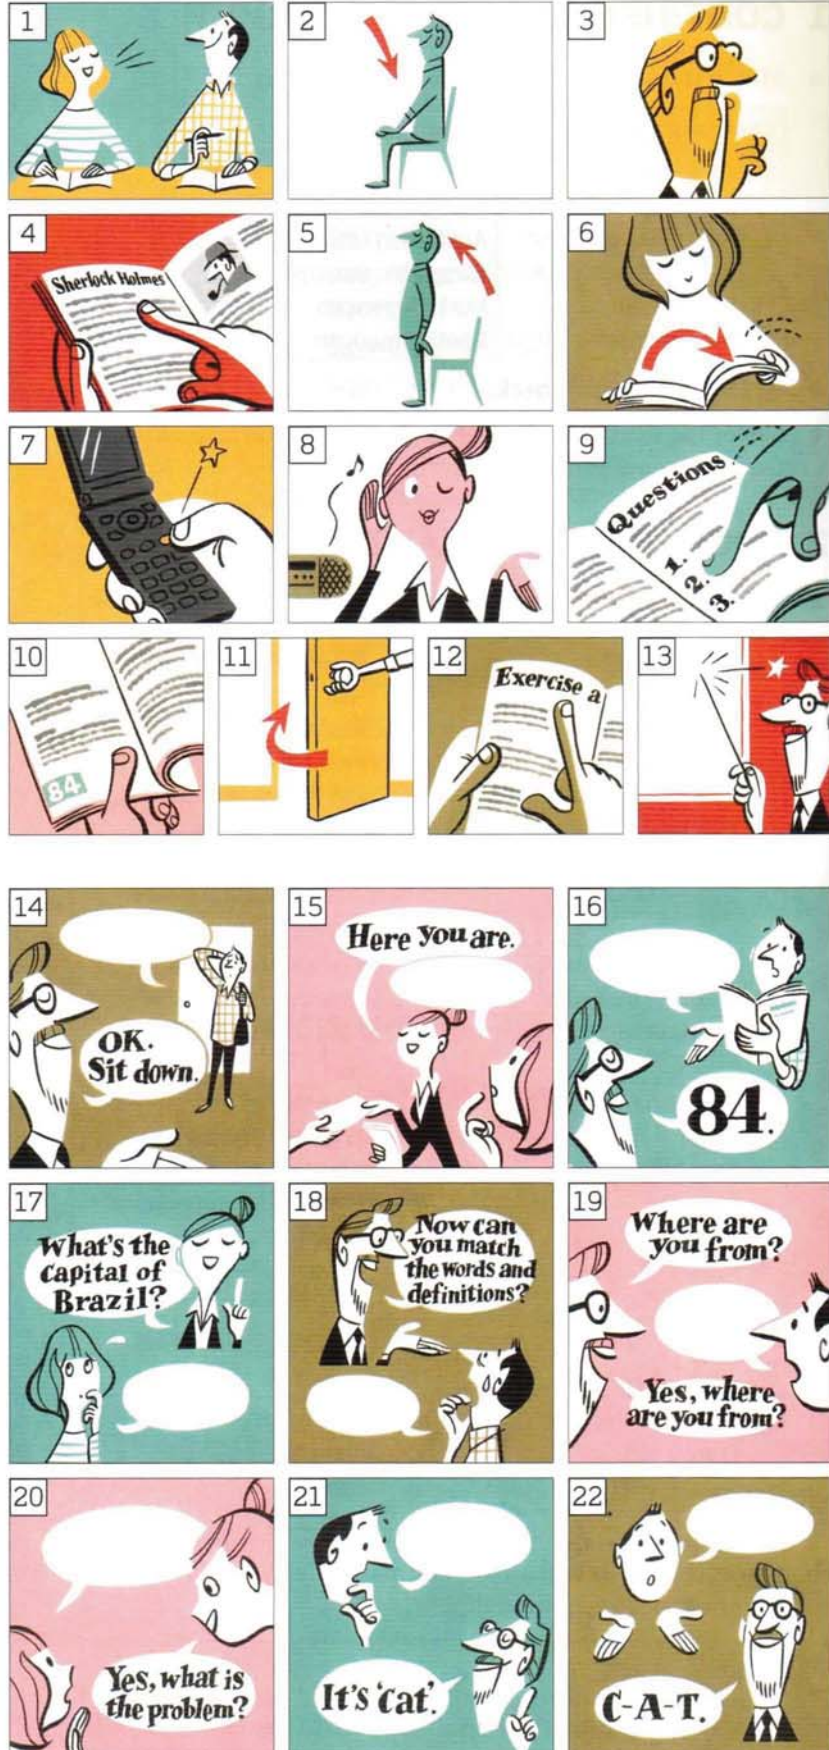 1
2
3
4
Sherlock Holmes
5
6
7
8
9
Questions
1.
2.
3.
10
84
11
12
Exercise a
13
14
OK.
Sit down.
15
Here you are.
16
84.
17
What's the
capital of
Brazil?
18
Now can
you match
the words and
definitions?
19
Where are
you from?
Yes, where
are you from?
20
Yes, what is
the problem?
21
It's 'cat'.
22
C-A-T.